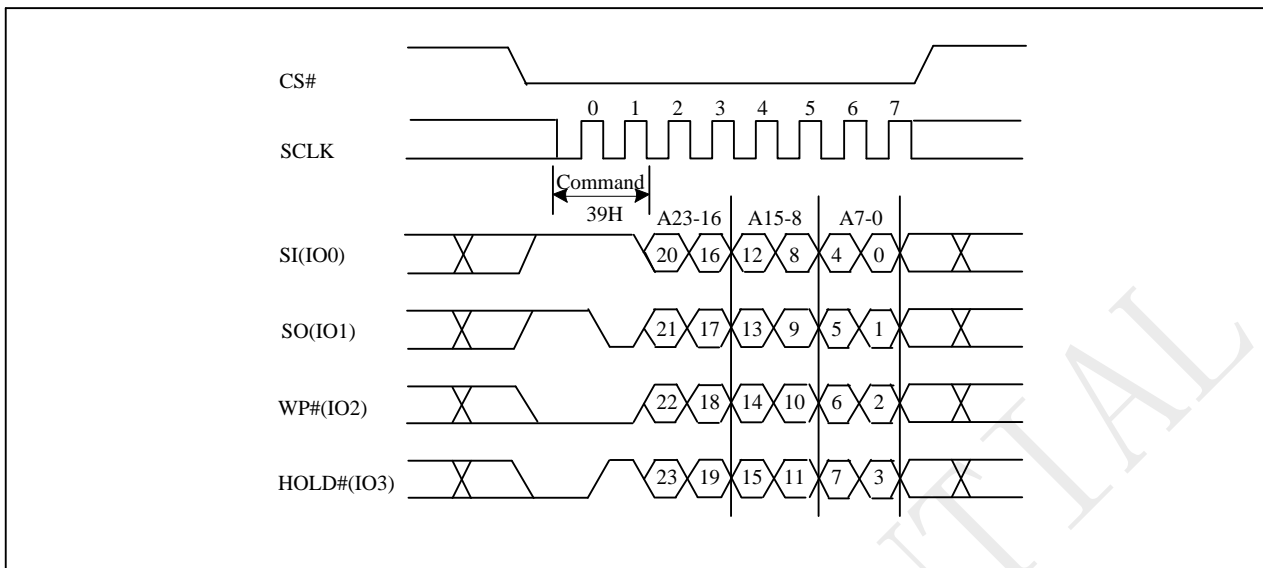 CS#
0 1 2 3 4 5 6 7
SCLK
Command
39H
A23-16 A15-8 A7-0
SI(IO0) 20 16 12 8 4 0
SO(IO1) 21 17 13 9 5 1
WP#(IO2) 22 18 14 10 6 2
HOLD#(IO3) 23 19 15 11 7 3
NTIAL